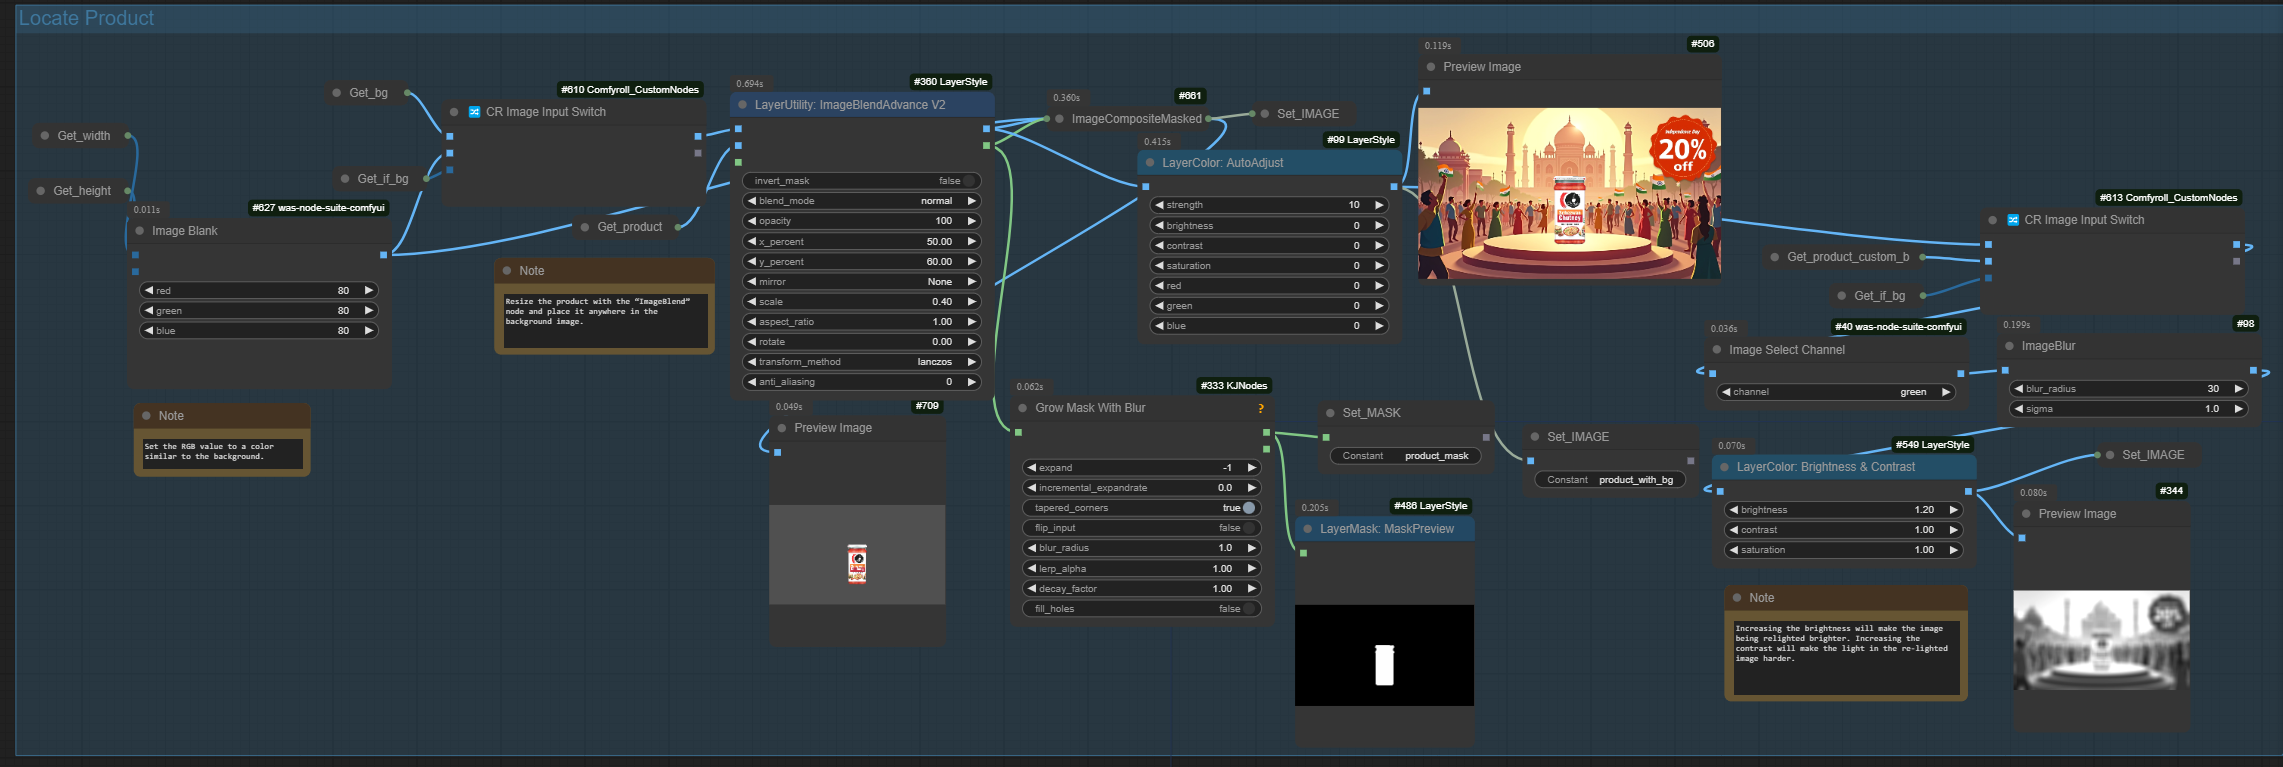 Locate Product
Get_width
Get_height
Get_bg
Get_if_bg
0.011s
#627 was-node-suite-comfyui
Image Blank
red 80
green 80
blue 80
Note
Set the RGB value to a color
similar to the background.
#610 Comfyroll_CustomNodes
CR Image Input Switch
Get_product
Note
Resize the product with the “ImageBlend”
node and place it anywhere in the
background image.
0.694s
#360 LayerStyle
LayerUtility: ImageBlendAdvance V2
invert_mask false
blend_mode normal
opacity 100
x_percent 50.00
y_percent 60.00
mirror None
scale 0.40
aspect_ratio 1.00
rotate 0.00
transform_method lanczos
anti_aliasing 0
0.049s
#709
Preview Image
0.360s
#661
ImageCompositeMasked
Set_IMAGE
0.415s
#99 LayerStyle
LayerColor: AutoAdjust
strength 10
brightness 0
contrast 0
saturation 0
red 0
green 0
blue 0
0.062s
#333 KJNodes
Grow Mask With Blur ?
expand -1
incremental_expandrate 0.0
tapered_corners true
flip_input false
blur_radius 1.0
lerp_alpha 1.00
decay_factor 1.00
fill_holes false
Set_MASK
Constant product_mask
0.205s
#486 LayerStyle
LayerMask: MaskPreview
0.119s
#506
Preview Image
Independence Day
20%
off
Chutney
Set_IMAGE
Constant product_with_bg
Get_product_custom_b
Get_if_bg
#613 Comfyroll_CustomNodes
CR Image Input Switch
0.036s
#40 was-node-suite-comfyui
Image Select Channel
channel green
0.199s
#98
ImageBlur
blur_radius 30
sigma 1.0
0.070s
#549 LayerStyle
LayerColor: Brightness & Contrast
brightness 1.20
contrast 1.00
saturation 1.00
Set_IMAGE
0.080s
#344
Preview Image
Note
Increasing the brightness will make the image
being relighted brighter. Increasing the
contrast will make the light in the re-lighted
image harder.